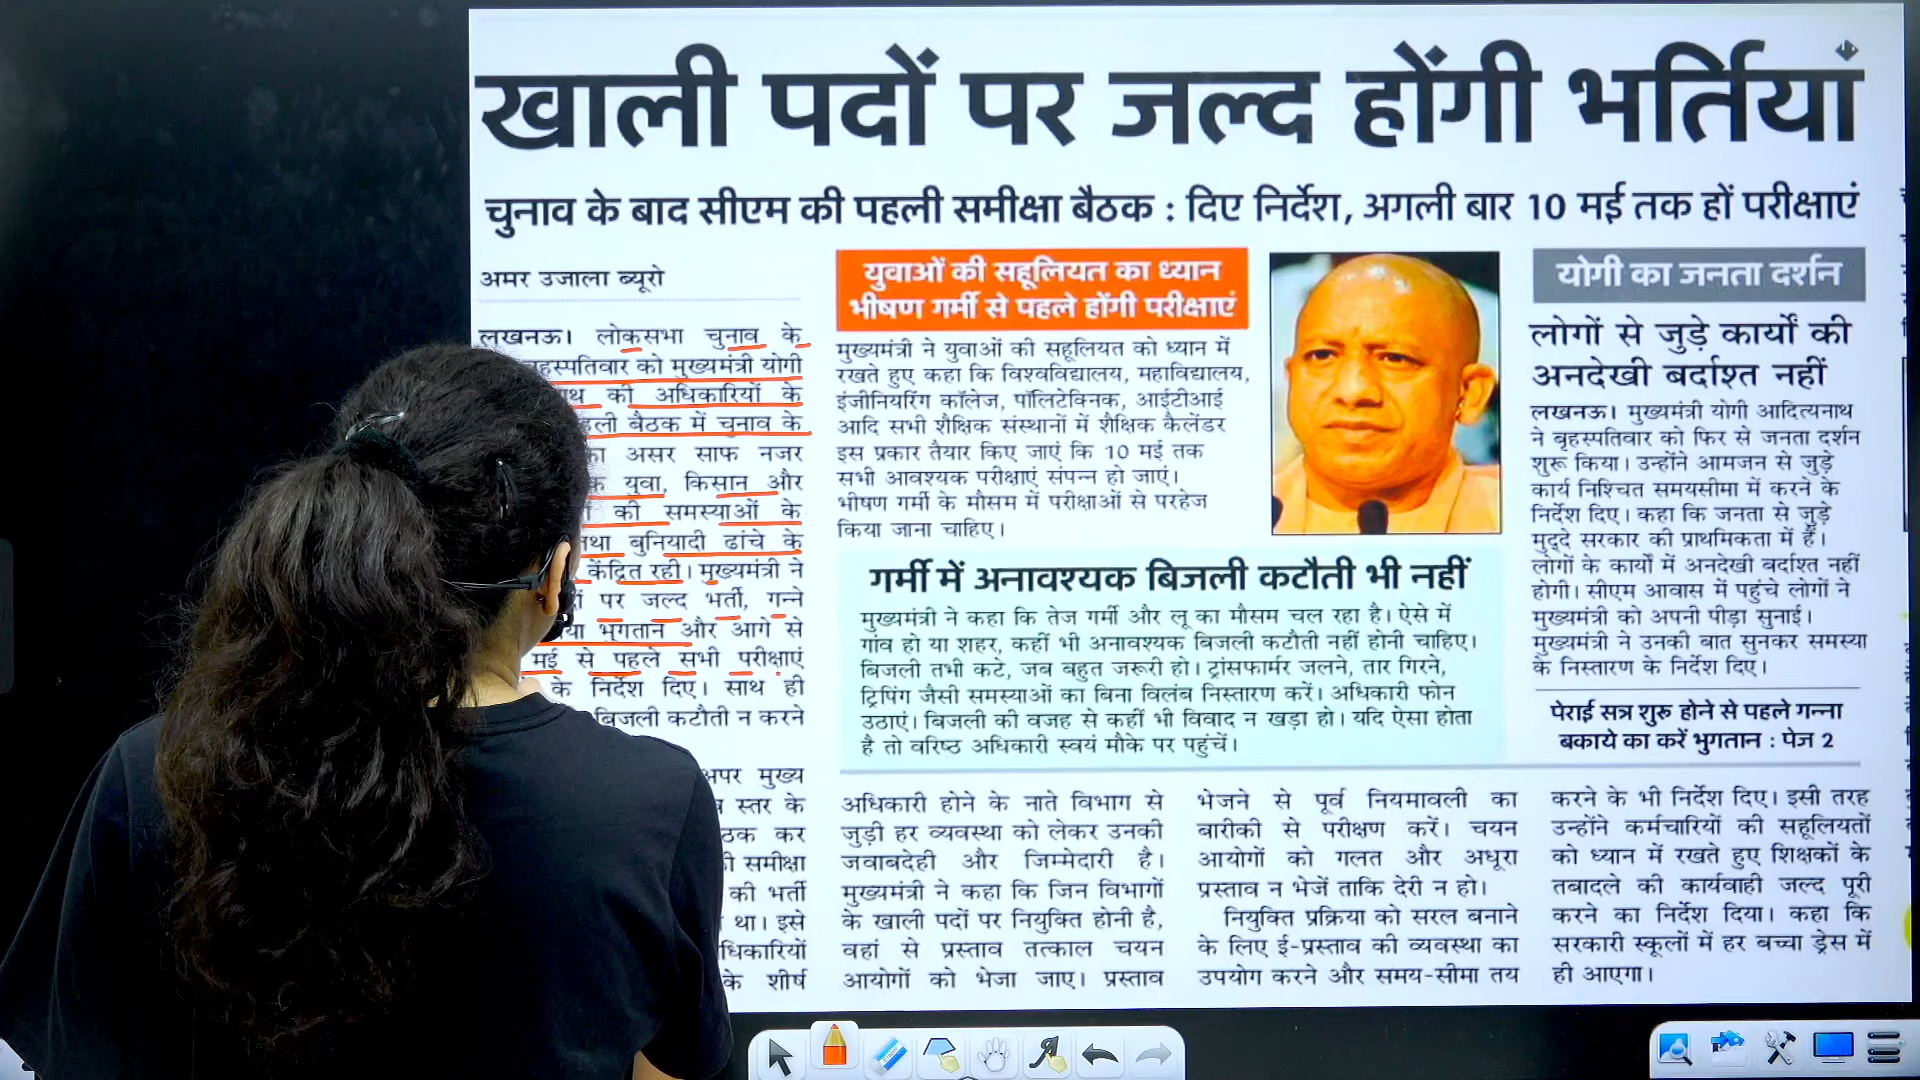 खाली पदों पर जल्द होंगी भर्तियां
चुनाव के बाद सीएम की पहली समीक्षा बैठक : दिए निर्देश, अगली बार 10 मई तक हों परीक्षाएं
अमर उजाला ब्यूरो
लखनऊ। लोकसभा चुनाव के
को मुख्यमंत्री योगी
की अधिकारियों के
बैठक में चुनाव के
असर साफ नजर
युवा, किसान और
की समस्याओं के
बुनियादी ढांचे के
केंद्रित रही। मुख्यमंत्री ने
पर जल्द भर्ती, गन्ने
भुगतान और आगे से
मई से पहले सभी परीक्षाएं
के निर्देश दिए। साथ ही
बिजली कटौती न करने
मुख्य
स्तर के
कर
समीक्षा
की भर्ती
था। इसे
के शीर्ष
युवाओं की सहूलियत का ध्यान
भीषण गर्मी से पहले होंगी परीक्षाएं
मुख्यमंत्री ने युवाओं की सहूलियत को ध्यान में
रखते हुए कहा कि विश्वविद्यालय, महाविद्यालय,
इंजीनियरिंग कॉलेज, पॉलिटेक्निक, आईटीआई
आदि सभी शैक्षिक संस्थानों में शैक्षिक कैलेंडर
इस प्रकार तैयार किए जाएं कि 10 मई तक
सभी आवश्यक परीक्षाएं संपन्न हो जाएं।
भीषण गर्मी के मौसम में परीक्षाओं से परहेज
किया जाना चाहिए।
गर्मी में अनावश्यक बिजली कटौती भी नहीं
मुख्यमंत्री ने कहा कि तेज गर्मी और लू का मौसम चल रहा है। ऐसे में
गांव हो या शहर, कहीं भी अनावश्यक बिजली कटौती नहीं होनी चाहिए।
बिजली तभी कटे, जब बहुत जरूरी हो। ट्रांसफार्मर जलने, तार गिरने,
ट्रिपिंग जैसी समस्याओं का बिना विलंब निस्तारण करें। अधिकारी फोन
उठाएं। बिजली की वजह से कहीं भी विवाद न खड़ा हो। यदि ऐसा होता
है तो वरिष्ठ अधिकारी स्वयं मौके पर पहुंचें।
अधिकारी होने के नाते विभाग से
जुड़ी हर व्यवस्था को लेकर उनकी
जवाबदेही और जिम्मेदारी है।
मुख्यमंत्री ने कहा कि जिन विभागों
के खाली पदों पर नियुक्ति होनी है,
वहां से प्रस्ताव तत्काल चयन
आयोगों को भेजा जाए। प्रस्ताव
भेजने से पूर्व नियमावली का
बारीकी से परीक्षण करें। चयन
आयोगों को गलत और अधूरा
प्रस्ताव न भेजें ताकि देरी न हो।
नियुक्ति प्रक्रिया को सरल बनाने
के लिए ई-प्रस्ताव की व्यवस्था का
उपयोग करने और समय-सीमा तय
करने के भी निर्देश दिए। इसी तरह
उन्होंने कर्मचारियों की सहूलियतों
को ध्यान में रखते हुए शिक्षकों के
तबादले की कार्यवाही जल्द पूरी
करने का निर्देश दिया। कहा कि
सरकारी स्कूलों में हर बच्चा ड्रेस में
ही आएगा।
योगी का जनता दर्शन
लोगों से जुड़े कार्यों की
अनदेखी बर्दाश्त नहीं
लखनऊ। मुख्यमंत्री योगी आदित्यनाथ
ने बृहस्पतिवार को फिर से जनता दर्शन
शुरू किया। उन्होंने आमजन से जुड़े
कार्य निश्चित समयसीमा में करने के
निर्देश दिए। कहा कि जनता से जुड़े
मुद्दे सरकार की प्राथमिकता में हैं।
लोगों के कार्यों में अनदेखी बर्दाश्त नहीं
होगी। सीएम आवास में पहुंचे लोगों ने
मुख्यमंत्री को अपनी पीड़ा सुनाई।
मुख्यमंत्री ने उनकी बात सुनकर समस्या
के निस्तारण के निर्देश दिए।
पेराई सत्र शुरू होने से पहले गन्ना
बकाये का करें भुगतान : पेज 2